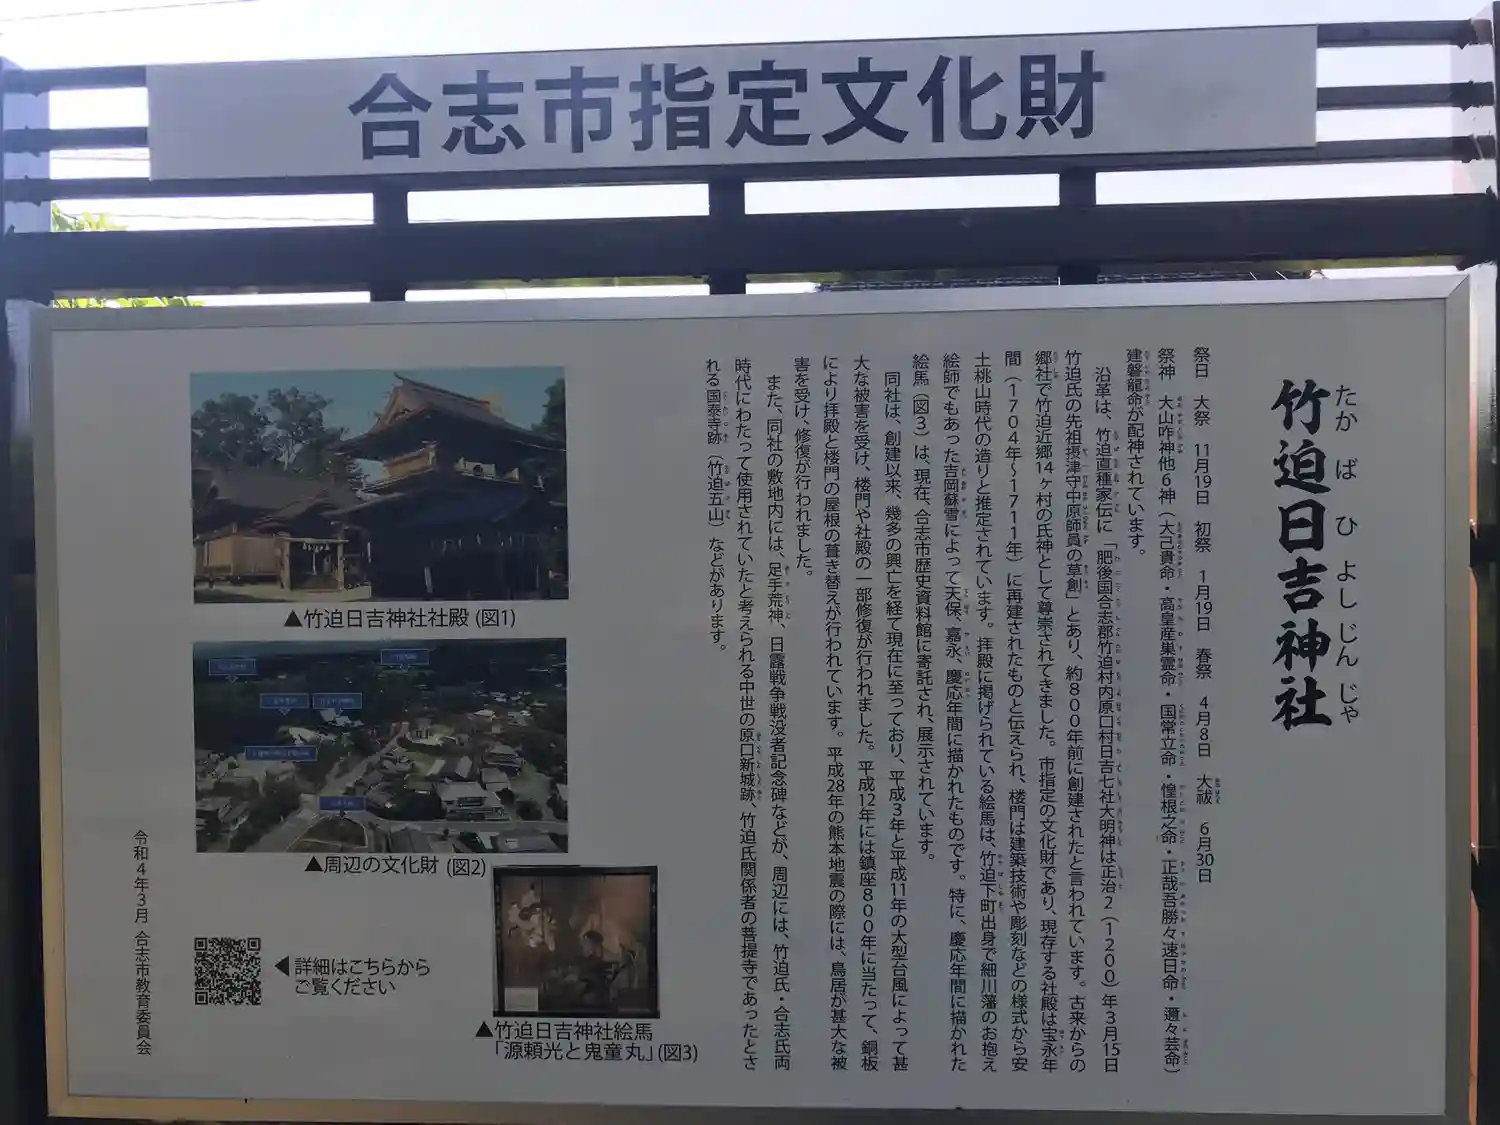 合志市指定文化財
たか ば ひ よし じん じゃ
竹迫日吉神社
祭日 大祭 11月19日 初祭 1月19日 春祭 4月8日 大祓 6月30日
祭神 大山咋神他6神（大己貴命・高皇産巣霊命・国常立命・惶根之命・正哉吾勝々速日命・邇々芸命）
建磐龍命が配神されています。
沿革は、竹迫直種家伝に「肥後国合志郡竹迫村内原口村日吉七社大明神は正治2（1200）年3月15日
竹迫氏の先祖摂津守中原師員の草創」とあり、約800年前に創建されたと言われています。古来からの
郷社で竹迫近郷14ヶ村の氏神として尊崇されてきました。市指定の文化財であり、現存する社殿は宝永年
間（1704年〜1711年）に再建されたものと伝えられ、楼門は建築技術や彫刻などの様式から安
土桃山時代の造りと推定されています。拝殿に掲げられている絵馬は、竹迫下町出身で細川藩のお抱え
絵師でもあった吉岡蘇雪によって天保、嘉永、慶応年間に描かれたものです。特に、慶応年間に描かれた
絵馬（図3）は、現在、合志市歴史資料館に寄託され、展示されています。
同社は、創建以来、幾多の興亡を経て現在に至っており、平成3年と平成11年の大型台風によって甚
大な被害を受け、楼門や社殿の一部修復が行われました。平成12年には鎮座800年に当たって、銅板
により拝殿と楼門の屋根の葺き替えが行われています。平成28年の熊本地震の際には、鳥居が甚大な被
害を受け、修復が行われました。
また、同社の敷地内には、足手荒神、日露戦争戦没者記念碑などが、周辺には、竹迫氏・合志氏両
時代にわたって使用されていたと考えられる中世の原口新城跡、竹迫氏関係者の菩提寺であったとさ
れる国泰寺跡（竹迫五山）などがあります。
▲竹迫日吉神社社殿 (図1)
▲周辺の文化財 (図2)
▲竹迫日吉神社絵馬
「源頼光と鬼童丸」(図3)
◀詳細はこちらから
ご覧ください
令和4年3月 合志市教育委員会